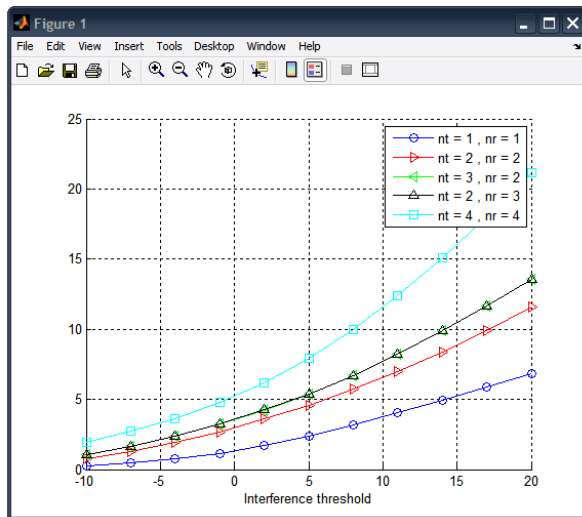 Figure 1
File Edit View Insert Tools Desktop Window Help
25
20
15
10
5
0
nt = 1 , nr = 1
nt = 2 , nr = 2
nt = 3 , nr = 2
nt = 2 , nr = 3
nt = 4 , nr = 4
-10 -5 0 5 10 15 20
Interference threshold